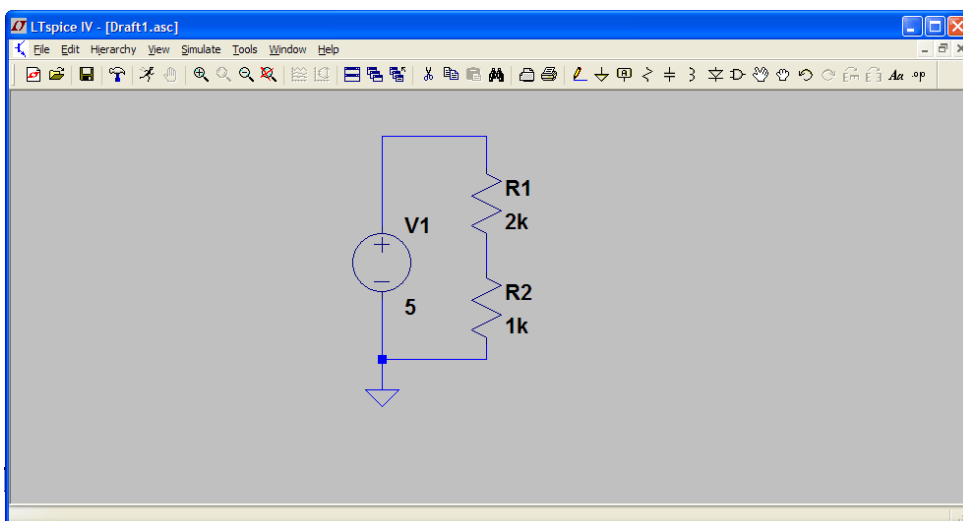 LTspice IV - [Draft1.asc]
File Edit Hierarchy View Simulate Tools Window Help
Aa .op
R1
2k
V1
5
R2
1k